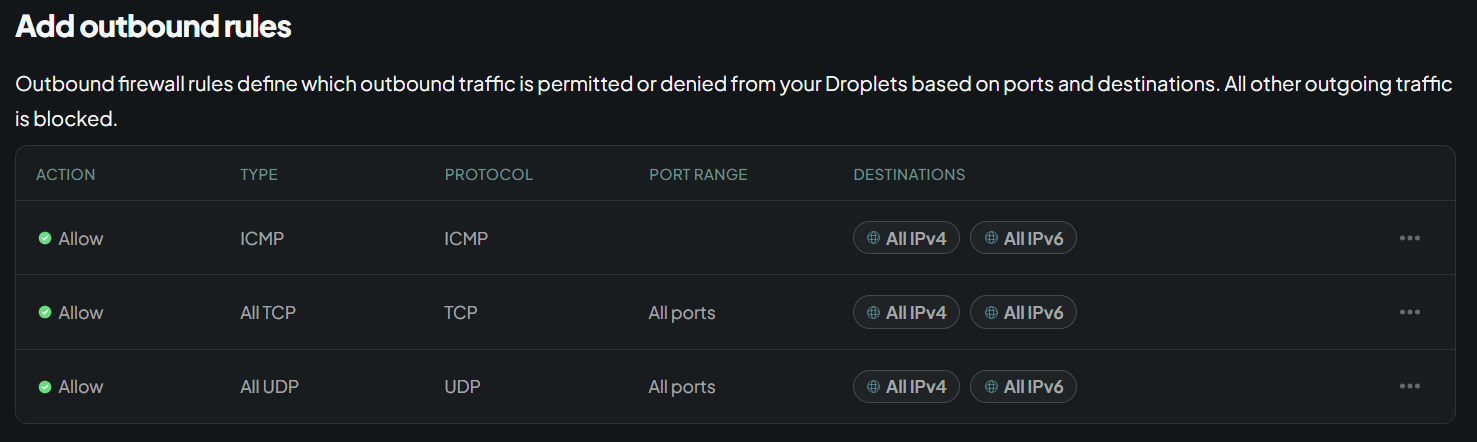 Add outbound rules
Outbound firewall rules define which outbound traffic is permitted or denied from your Droplets based on ports and destinations. All other outgoing traffic
is blocked.
ACTION TYPE PROTOCOL PORT RANGE DESTINATIONS
Allow ICMP ICMP All IPv4 All IPv6
Allow All TCP TCP All ports All IPv4 All IPv6
Allow All UDP UDP All ports All IPv4 All IPv6